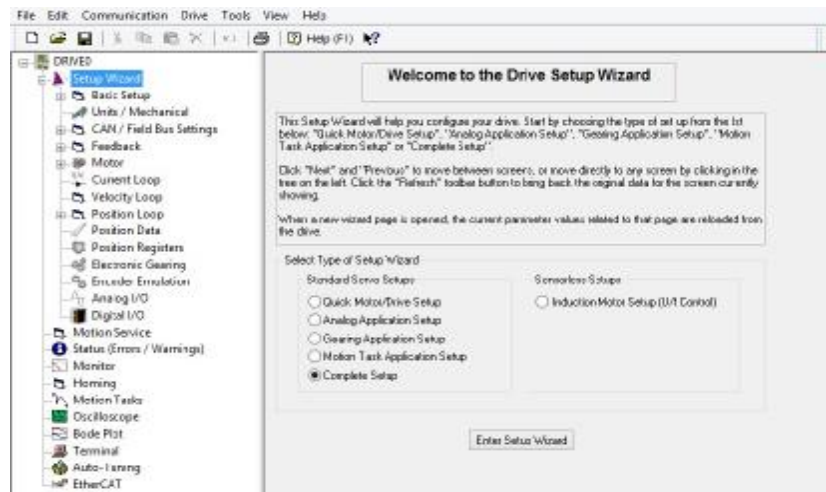 File Edit Communication Drive Tools View Help
Help (F1)
DRIVE0
Setup Wizard
Basic Setup
Units / Mechanical
CAN / Field Bus Settings
Feedback
Motor
Current Loop
Velocity Loop
Position Loop
Position Data
Position Registers
Electronic Gearing
Encoder Emulation
Analog I/O
Digital I/O
Motion Service
Status (Errors / Warnings)
Monitor
Homing
Motion Tasks
Oscilloscope
Bode Plot
Terminal
Auto-Tuning
EtherCAT
Welcome to the Drive Setup Wizard
This Setup Wizard will help you configure your drive. Start by choosing the type of set up from the list
below: "Quick Motor/Drive Setup", "Analog Application Setup", "Gearing Application Setup", "Motion
Task Application Setup" or "Complete Setup".
Click "Next" and "Previous" to move between screens, or move directly to any screen by clicking in the
tree on the left. Click the "Refresh" toolbar button to bring back the original data for the screen currently
showing.
When a new wizard page is opened, the current parameter values related to that page are reloaded from
the drive.
Select Type of Setup Wizard
Standard Servo Setups
Quick Motor/Drive Setup
Analog Application Setup
Gearing Application Setup
Motion Task Application Setup
Complete Setup
Sensorless Setups
Induction Motor Setup (U/f Control)
Enter Setup Wizard